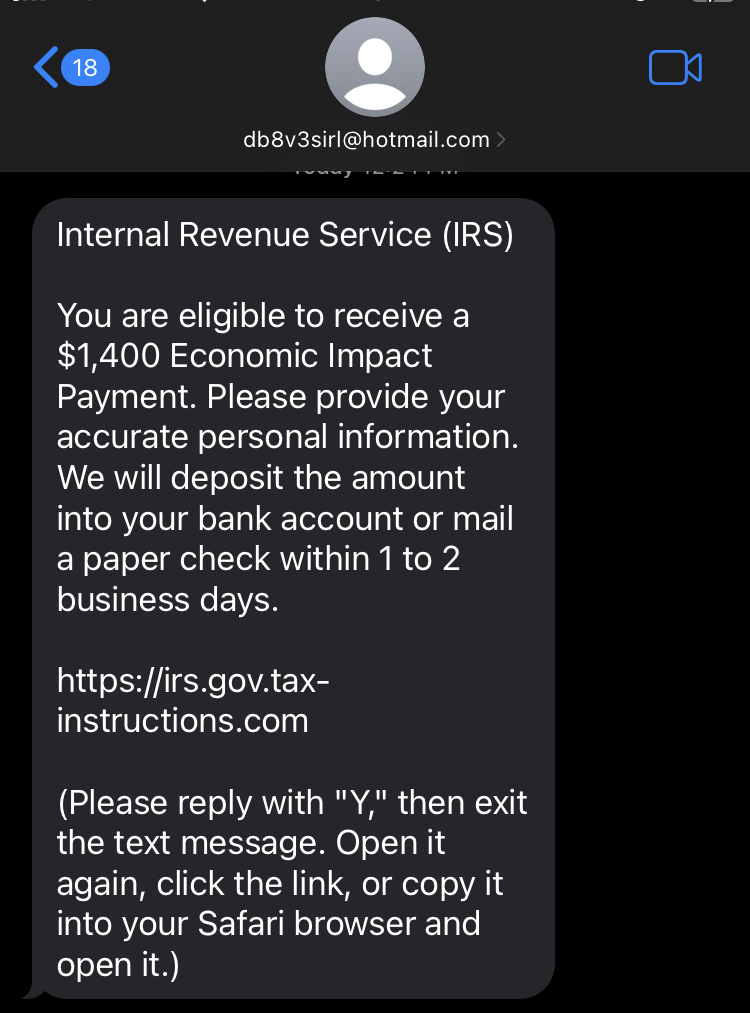 18
db8v3sirl@hotmail.com
Internal Revenue Service (IRS)
You are eligible to receive a
$1,400 Economic Impact
Payment. Please provide your
accurate personal information.
We will deposit the amount
into your bank account or mail
a paper check within 1 to 2
business days.
https://irs.gov.tax-
instructions.com
(Please reply with "Y," then exit
the text message. Open it
again, click the link, or copy it
into your Safari browser and
open it.)